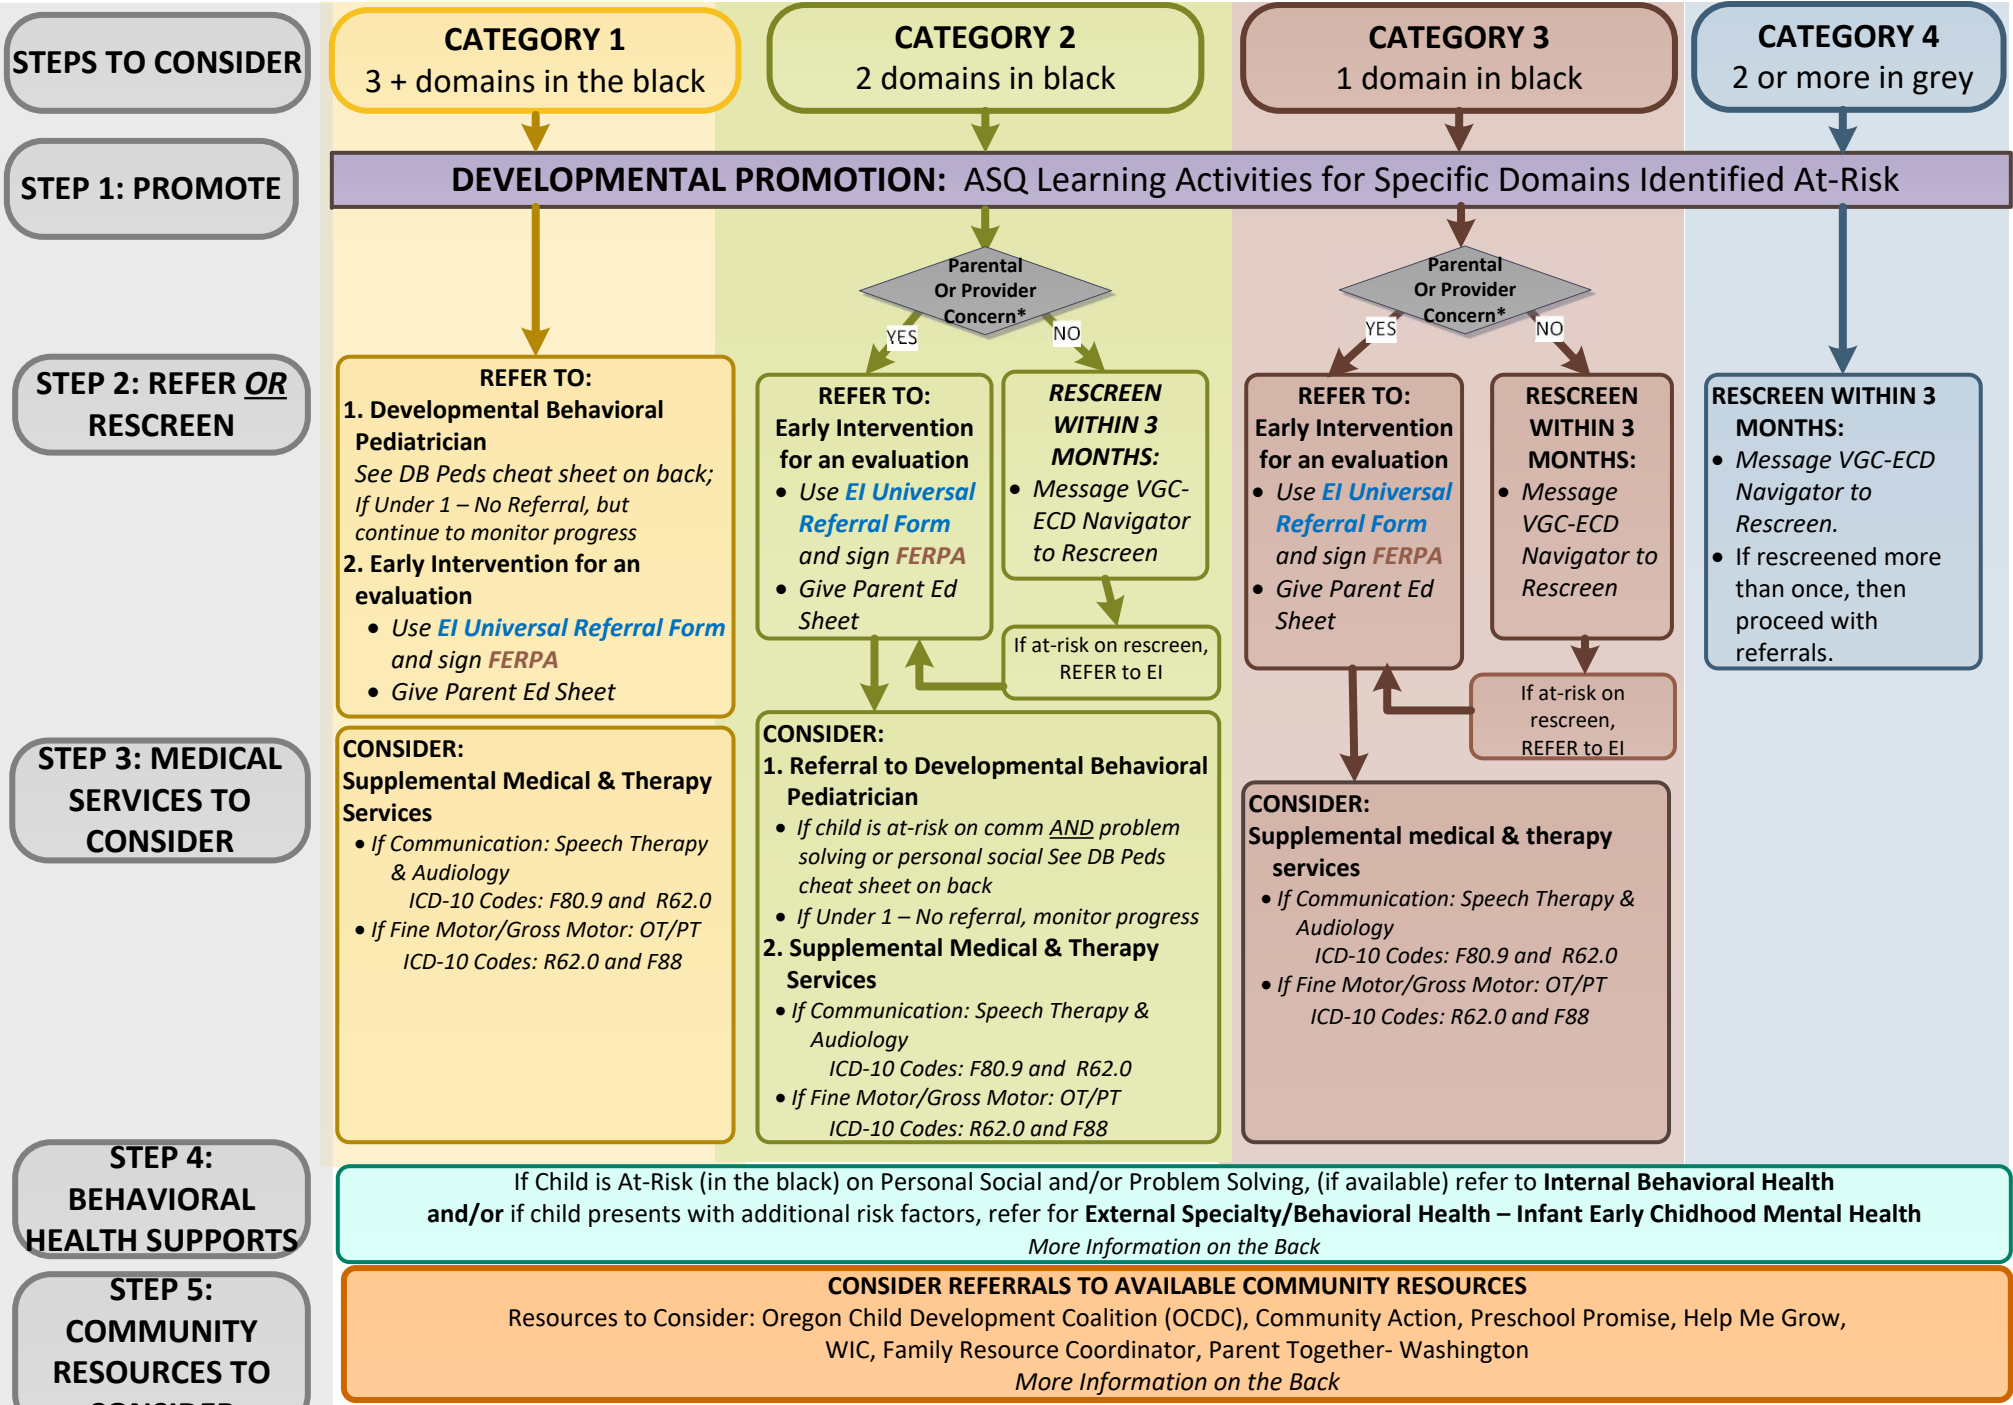 STEPS TO CONSIDER
CATEGORY 1
3 + domains in the black
CATEGORY 2
2 domains in black
CATEGORY 3
1 domain in black
CATEGORY 4
2 or more in grey
STEP 1: PROMOTE
DEVELOPMENTAL PROMOTION: ASQ Learning Activities for Specific Domains Identified At-Risk
Parental
Or Provider
Concern*
YES
NO
Parental
Or Provider
Concern*
YES
NO
STEP 2: REFER OR
RESCREEN
REFER TO:
1. Developmental Behavioral
Pediatrician
See DB Peds cheat sheet on back;
If Under 1 – No Referral, but
continue to monitor progress
2. Early Intervention for an
evaluation
• Use EI Universal Referral Form
and sign FERPA
• Give Parent Ed Sheet
REFER TO:
Early Intervention
for an evaluation
• Use EI Universal
Referral Form
and sign FERPA
• Give Parent Ed
Sheet
RESCREEN
WITHIN 3
MONTHS:
• Message VGC-
ECD Navigator
to Rescreen
If at-risk on rescreen,
REFER to EI
REFER TO:
Early Intervention
for an evaluation
• Use EI Universal
Referral Form
and sign FERPA
• Give Parent Ed
Sheet
RESCREEN
WITHIN 3
MONTHS:
• Message
VGC-ECD
Navigator to
Rescreen
If at-risk on
rescreen,
REFER to EI
RESCREEN WITHIN 3
MONTHS:
• Message VGC-ECD
Navigator to
Rescreen.
• If rescreened more
than once, then
proceed with
referrals.
STEP 3: MEDICAL
SERVICES TO
CONSIDER
CONSIDER:
Supplemental Medical & Therapy
Services
• If Communication: Speech Therapy
& Audiology
ICD-10 Codes: F80.9 and R62.0
• If Fine Motor/Gross Motor: OT/PT
ICD-10 Codes: R62.0 and F88
CONSIDER:
1. Referral to Developmental Behavioral
Pediatrician
• If child is at-risk on comm AND problem
solving or personal social See DB Peds
cheat sheet on back
• If Under 1 – No referral, monitor progress
2. Supplemental Medical & Therapy
Services
• If Communication: Speech Therapy &
Audiology
ICD-10 Codes: F80.9 and R62.0
• If Fine Motor/Gross Motor: OT/PT
ICD-10 Codes: R62.0 and F88
CONSIDER:
Supplemental medical & therapy
services
• If Communication: Speech Therapy &
Audiology
ICD-10 Codes: F80.9 and R62.0
• If Fine Motor/Gross Motor: OT/PT
ICD-10 Codes: R62.0 and F88
STEP 4:
BEHAVIORAL
HEALTH SUPPORTS
If Child is At-Risk (in the black) on Personal Social and/or Problem Solving, (if available) refer to Internal Behavioral Health
and/or if child presents with additional risk factors, refer for External Specialty/Behavioral Health – Infant Early Chidhood Mental Health
More Information on the Back
STEP 5:
COMMUNITY
RESOURCES TO
CONSIDER
CONSIDER REFERRALS TO AVAILABLE COMMUNITY RESOURCES
Resources to Consider: Oregon Child Development Coalition (OCDC), Community Action, Preschool Promise, Help Me Grow,
WIC, Family Resource Coordinator, Parent Together- Washington
More Information on the Back